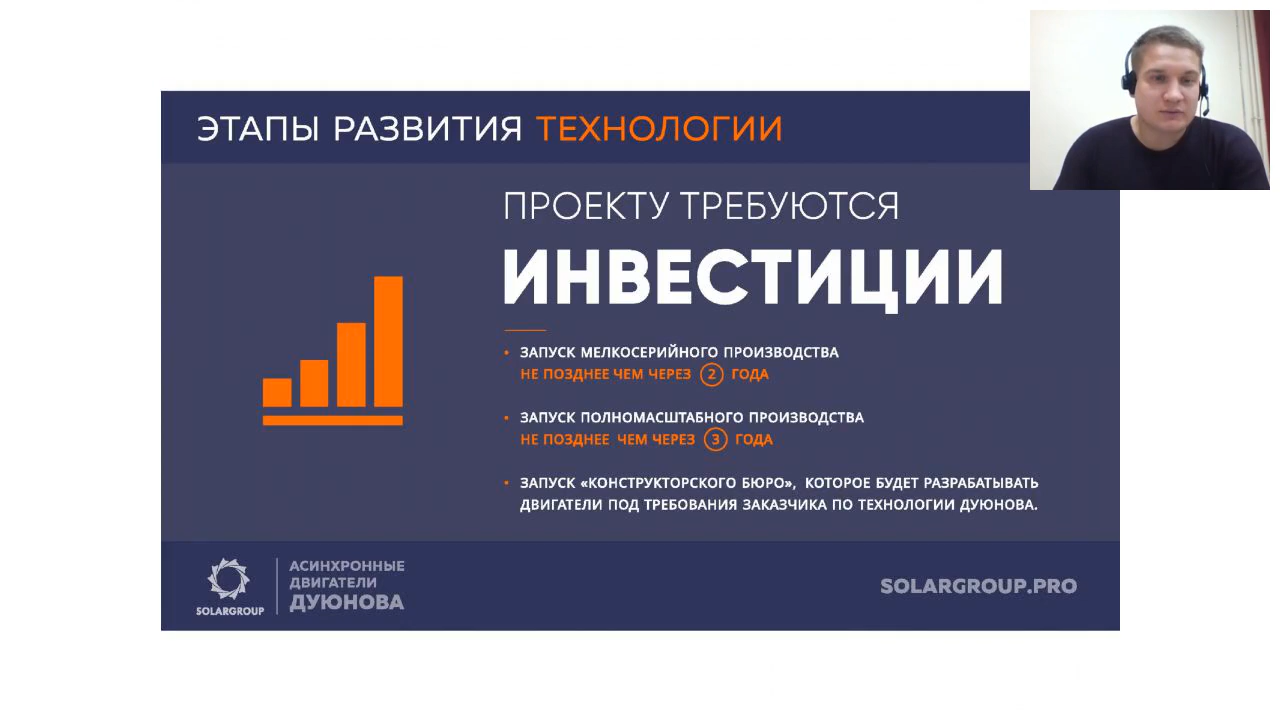 ЭТАПЫ РАЗВИТИЯ ТЕХНОЛОГИИ
ПРОЕКТУ ТРЕБУЮТСЯ
ИНВЕСТИЦИИ
• ЗАПУСК МЕЛКОСЕРИЙНОГО ПРОИЗВОДСТВА
НЕ ПОЗДНЕЕ ЧЕМ ЧЕРЕЗ 2 ГОДА
• ЗАПУСК ПОЛНОМАСШТАБНОГО ПРОИЗВОДСТВА
НЕ ПОЗДНЕЕ ЧЕМ ЧЕРЕЗ 3 ГОДА
• ЗАПУСК «КОНСТРУКТОРСКОГО БЮРО», КОТОРОЕ БУДЕТ РАЗРАБАТЫВАТЬ
ДВИГАТЕЛИ ПОД ТРЕБОВАНИЯ ЗАКАЗЧИКА ПО ТЕХНОЛОГИИ ДУЮНОВА.
SOLARGROUP
АСИНХРОННЫЕ
ДВИГАТЕЛИ
ДУЮНОВА
SOLARGROUP.PRO